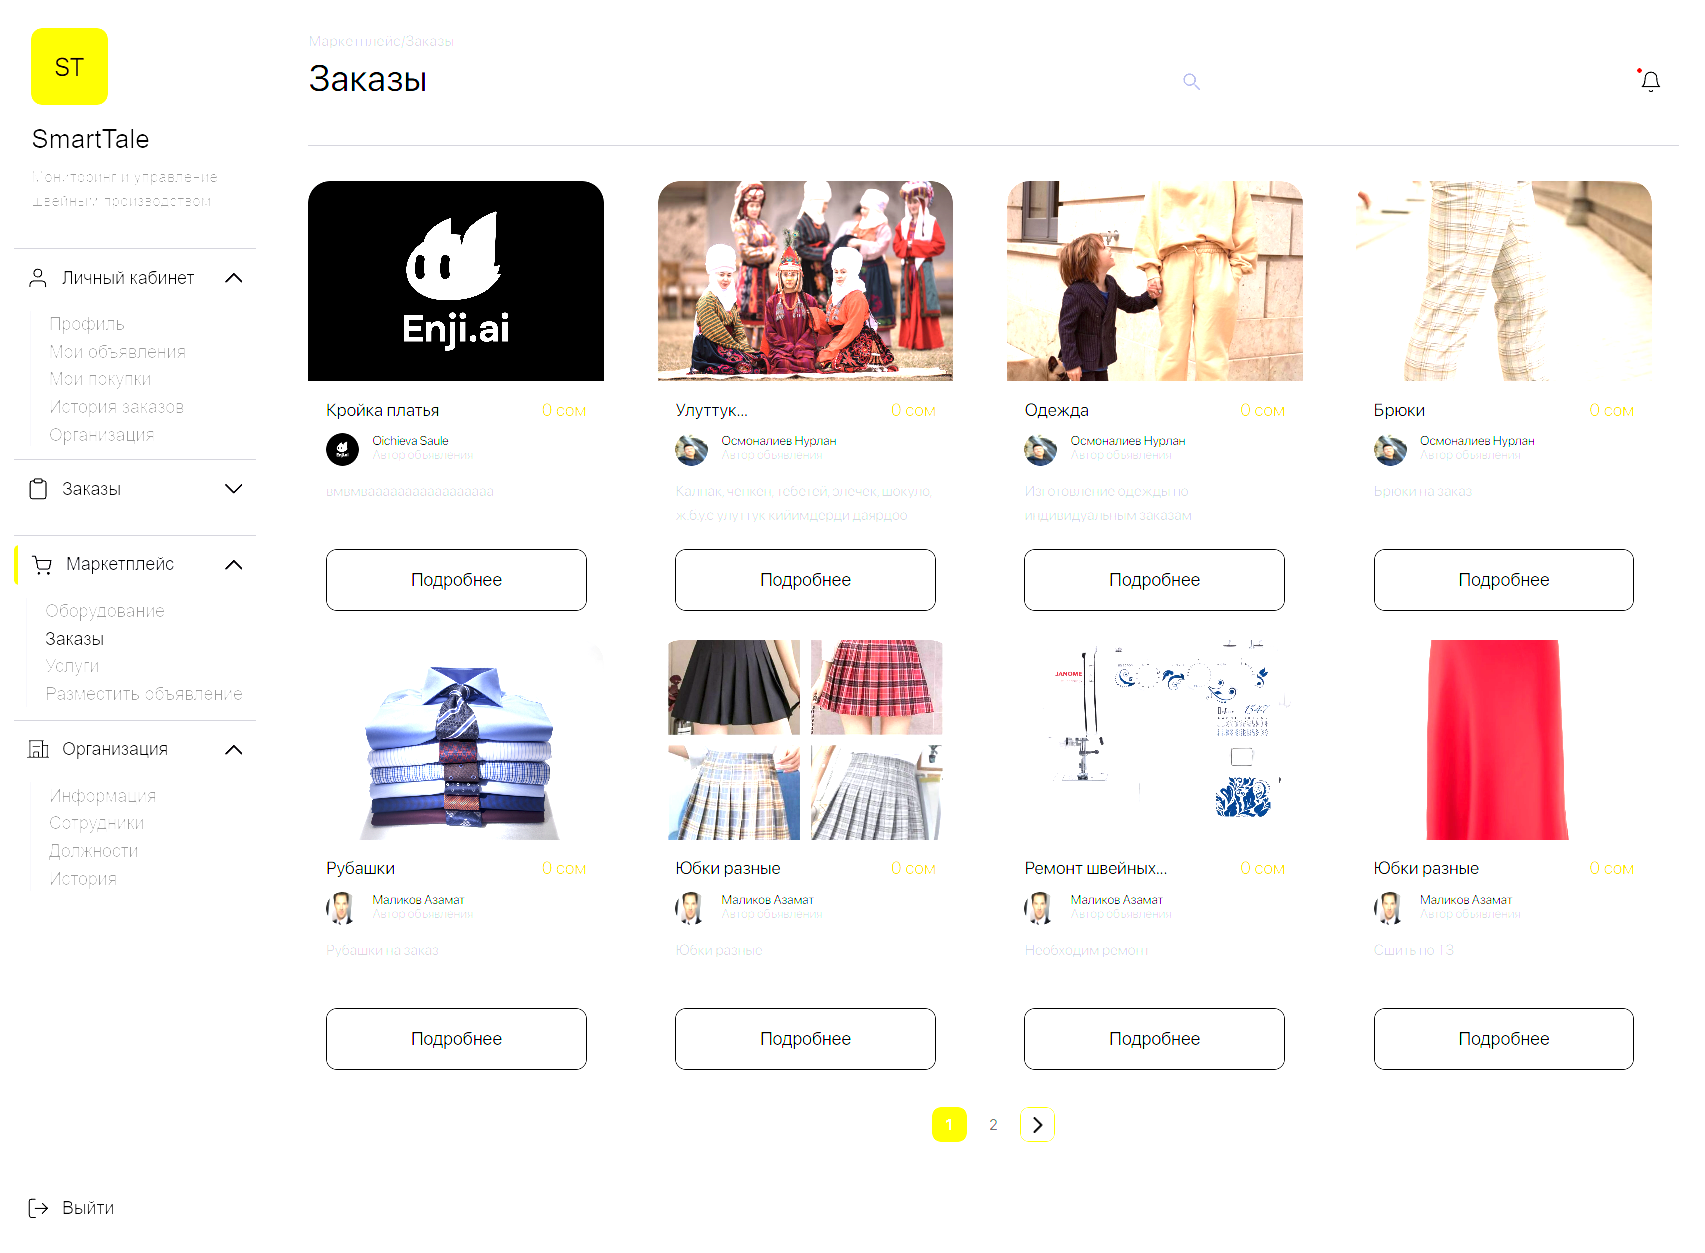 ST
SmartTale
Мониторинг и управление
швейным производством
Личный кабинет
Профиль
Мои объявления
Мои покупки
История заказов
Организация
Заказы
Маркетплейс
Оборудование
Заказы
Услуги
Разместить объявление
Организация
Информация
Сотрудники
Должности
История
Выйти
Маркетплейс/Заказы
Заказы
Enji.ai
Кройка платья 0 сом
Oichieva Saule
Автор объявления
вмвмвааааааааааааааааааа
Подробнее
Улуттук... 0 сом
Осмоналиев Нурлан
Автор объявления
Калпак, чепкен, тебетей, элечек, шокуло,
ж.б.у.с улуттук кийимдерди даярдоо
Подробнее
Одежда 0 сом
Осмоналиев Нурлан
Автор объявления
Изготовление одежды по
индивидуальным заказам
Подробнее
Брюки 0 сом
Осмоналиев Нурлан
Автор объявления
Брюки на заказ
Подробнее
Рубашки 0 сом
Маликов Азамат
Автор объявления
Рубашки на заказ
Подробнее
Юбки разные 0 сом
Маликов Азамат
Автор объявления
Юбки разные
Подробнее
JANOME
Ремонт швейных... 0 сом
Маликов Азамат
Автор объявления
Необходим ремонт
Подробнее
Юбки разные 0 сом
Маликов Азамат
Автор объявления
Сшить по ТЗ
Подробнее
1 2